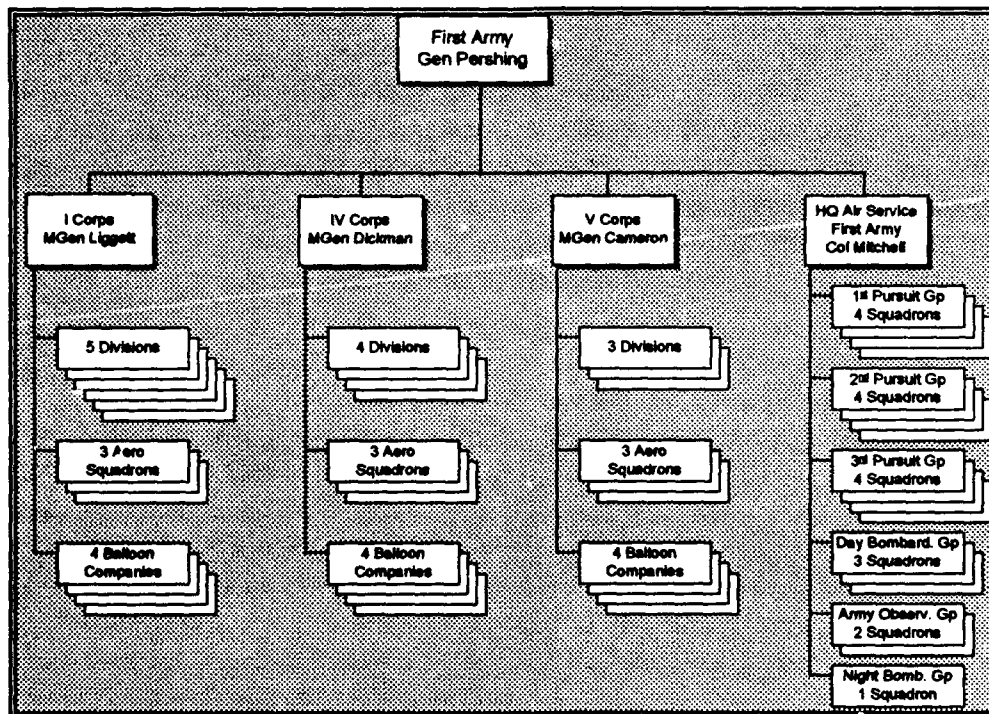 First Army
Gen Pershing
I Corps
MGen Liggett
5 Divisions
3 Aero
Squadrons
4 Balloon
Companies
IV Corps
MGen Dickman
4 Divisions
3 Aero
Squadrons
4 Balloon
Companies
V Corps
MGen Cameron
3 Divisions
3 Aero
Squadrons
4 Balloon
Companies
HQ Air Service
First Army
Col Mitchell
1st Pursuit Gp
4 Squadrons
2nd Pursuit Gp
4 Squadrons
3rd Pursuit Gp
4 Squadrons
Day Bombard. Gp
3 Squadrons
Army Observ. Gp
2 Squadrons
Night Bomb. Gp
1 Squadron